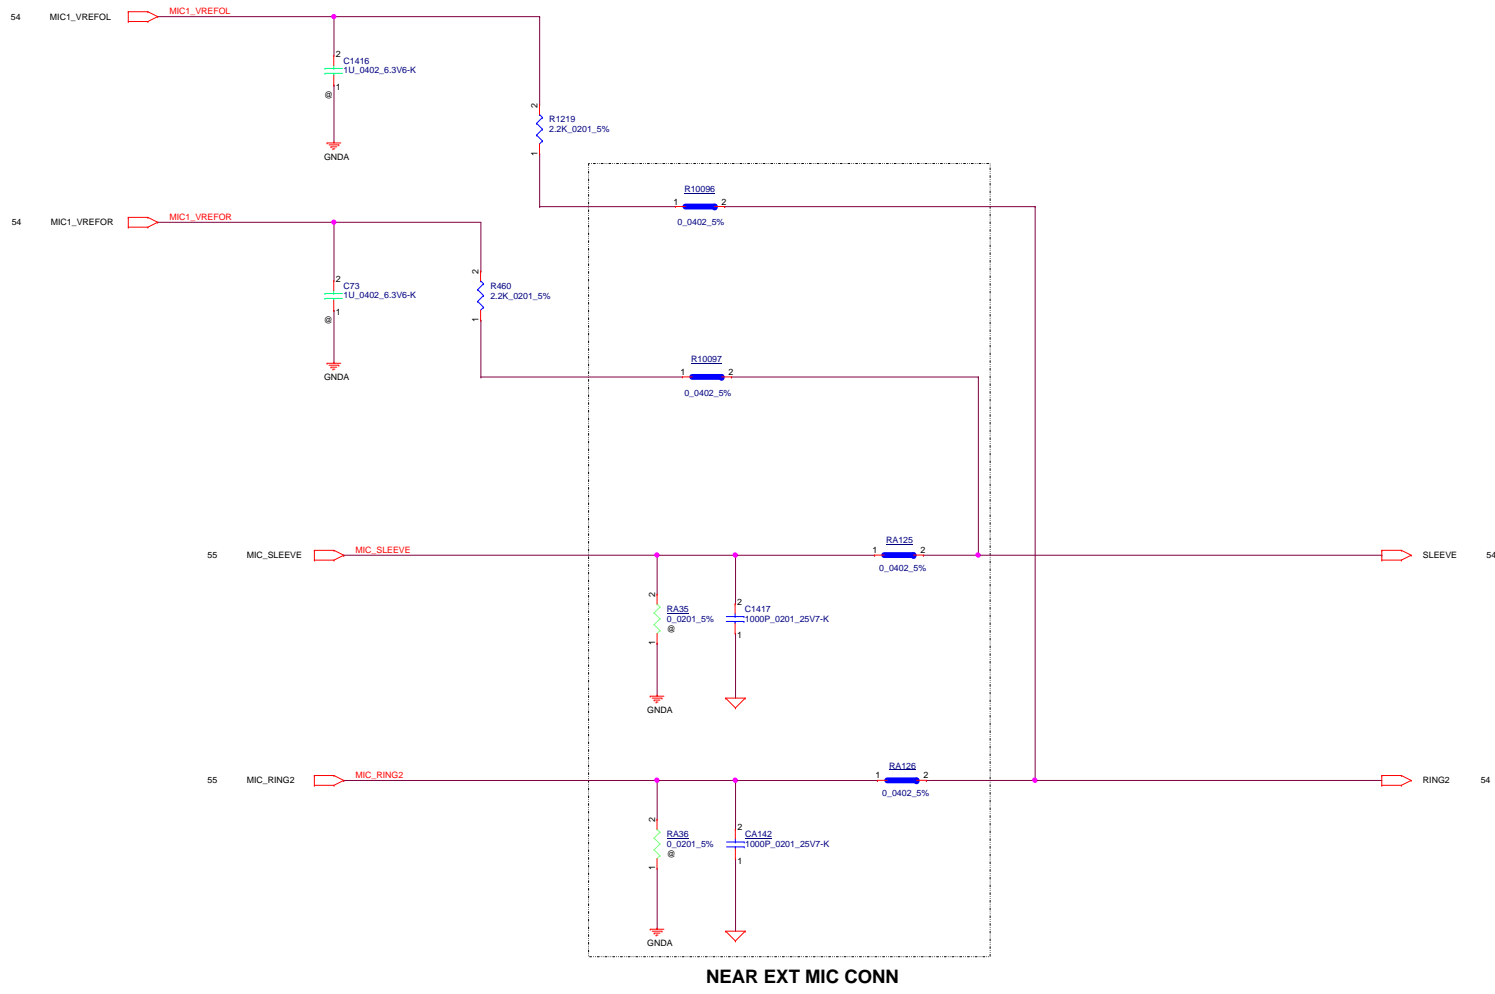 54 MIC1_VREFOL MIC1_VREFOL
2
C1416
1U_0402_6.3V6-K
1
@
GNDA
2
R1219
2.2K_0201_5%
1
R10096
1 2
0_0402_5%
54 MIC1_VREFOR MIC1_VREFOR
2
C73
1U_0402_6.3V6-K
1
@
GNDA
2
R460
2.2K_0201_5%
1
R10097
1 2
0_0402_5%
55 MIC_SLEEVE MIC_SLEEVE
RA125
1 2
0_0402_5%
SLEEVE 54
2
RA35
0_0201_5%
@
1
GNDA
2
C1417
1000P_0201_25V7-K
1
55 MIC_RING2 MIC_RING2
RA126
1 2
0_0402_5%
RING2 54
2
RA36
0_0201_5%
@
1
GNDA
2
CA142
1000P_0201_25V7-K
1
NEAR EXT MIC CONN